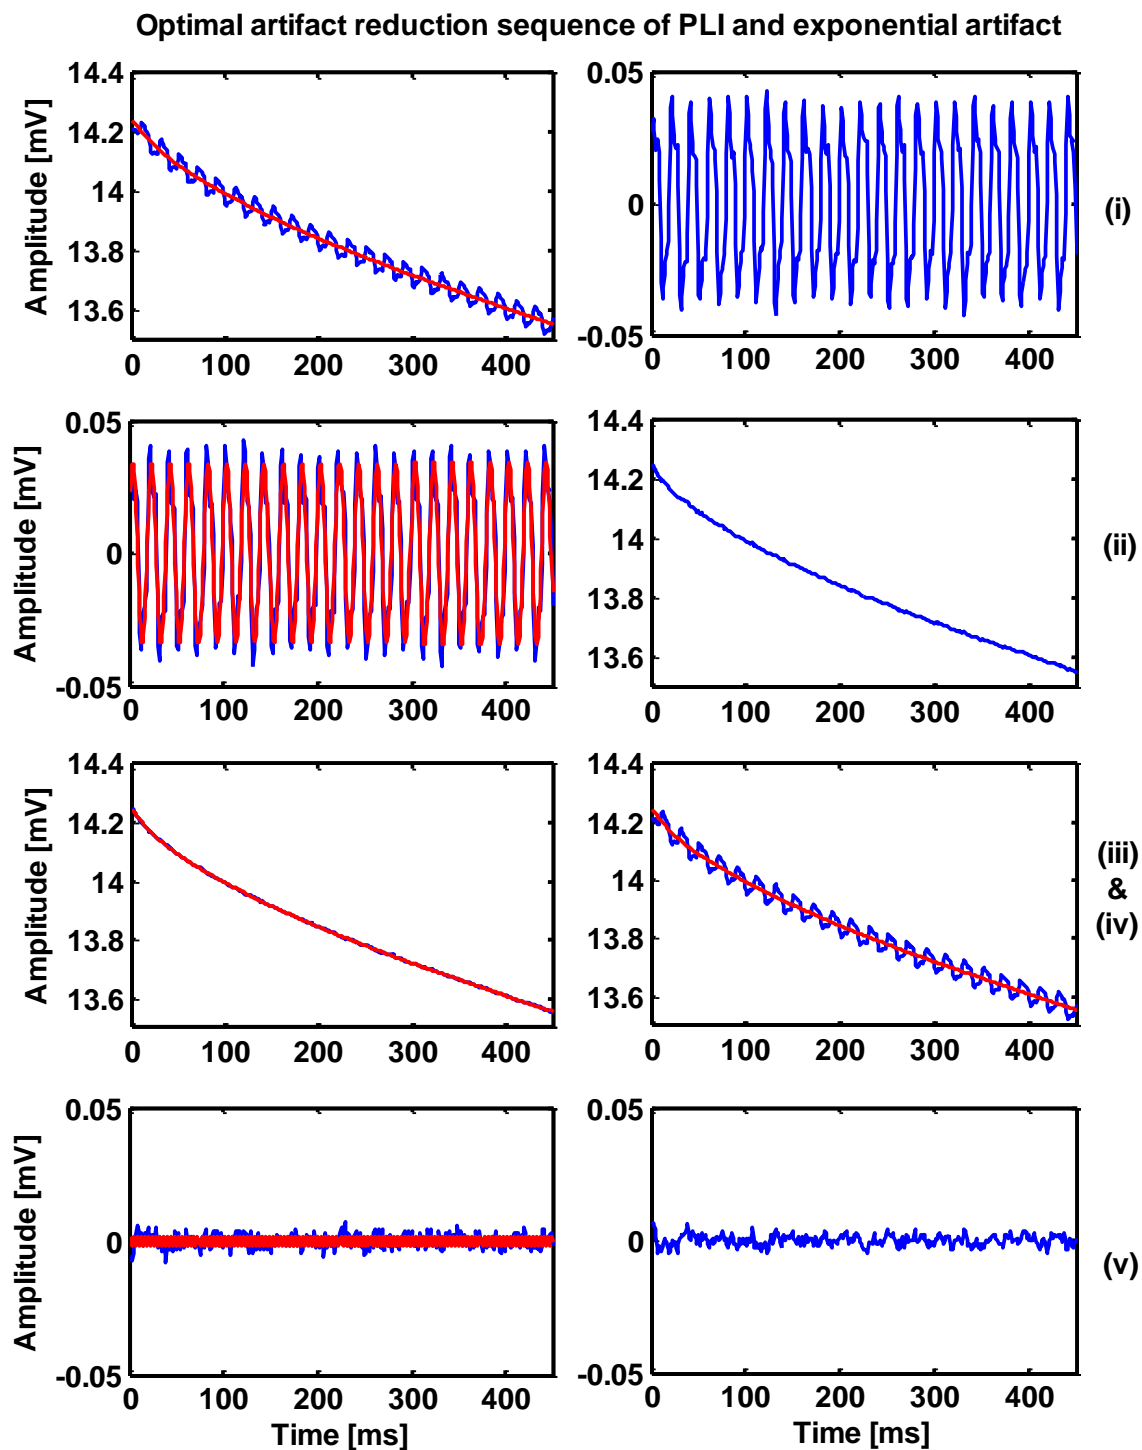 Optimal artifact reduction sequence of PLI and exponential artifact
Amplitude [mV]
14.4
14.2
14
13.8
13.6
0 100 200 300 400
0.05
0
-0.05
0 100 200 300 400
(i)
Amplitude [mV]
0.05
0
-0.05
0 100 200 300 400
14.4
14.2
14
13.8
13.6
0 100 200 300 400
(ii)
Amplitude [mV]
14.4
14.2
14
13.8
13.6
0 100 200 300 400
14.4
14.2
14
13.8
13.6
0 100 200 300 400
(iii)
&
(iv)
Amplitude [mV]
0.05
0
-0.05
0 100 200 300 400
Time [ms]
0.05
0
-0.05
0 100 200 300 400
Time [ms]
(v)